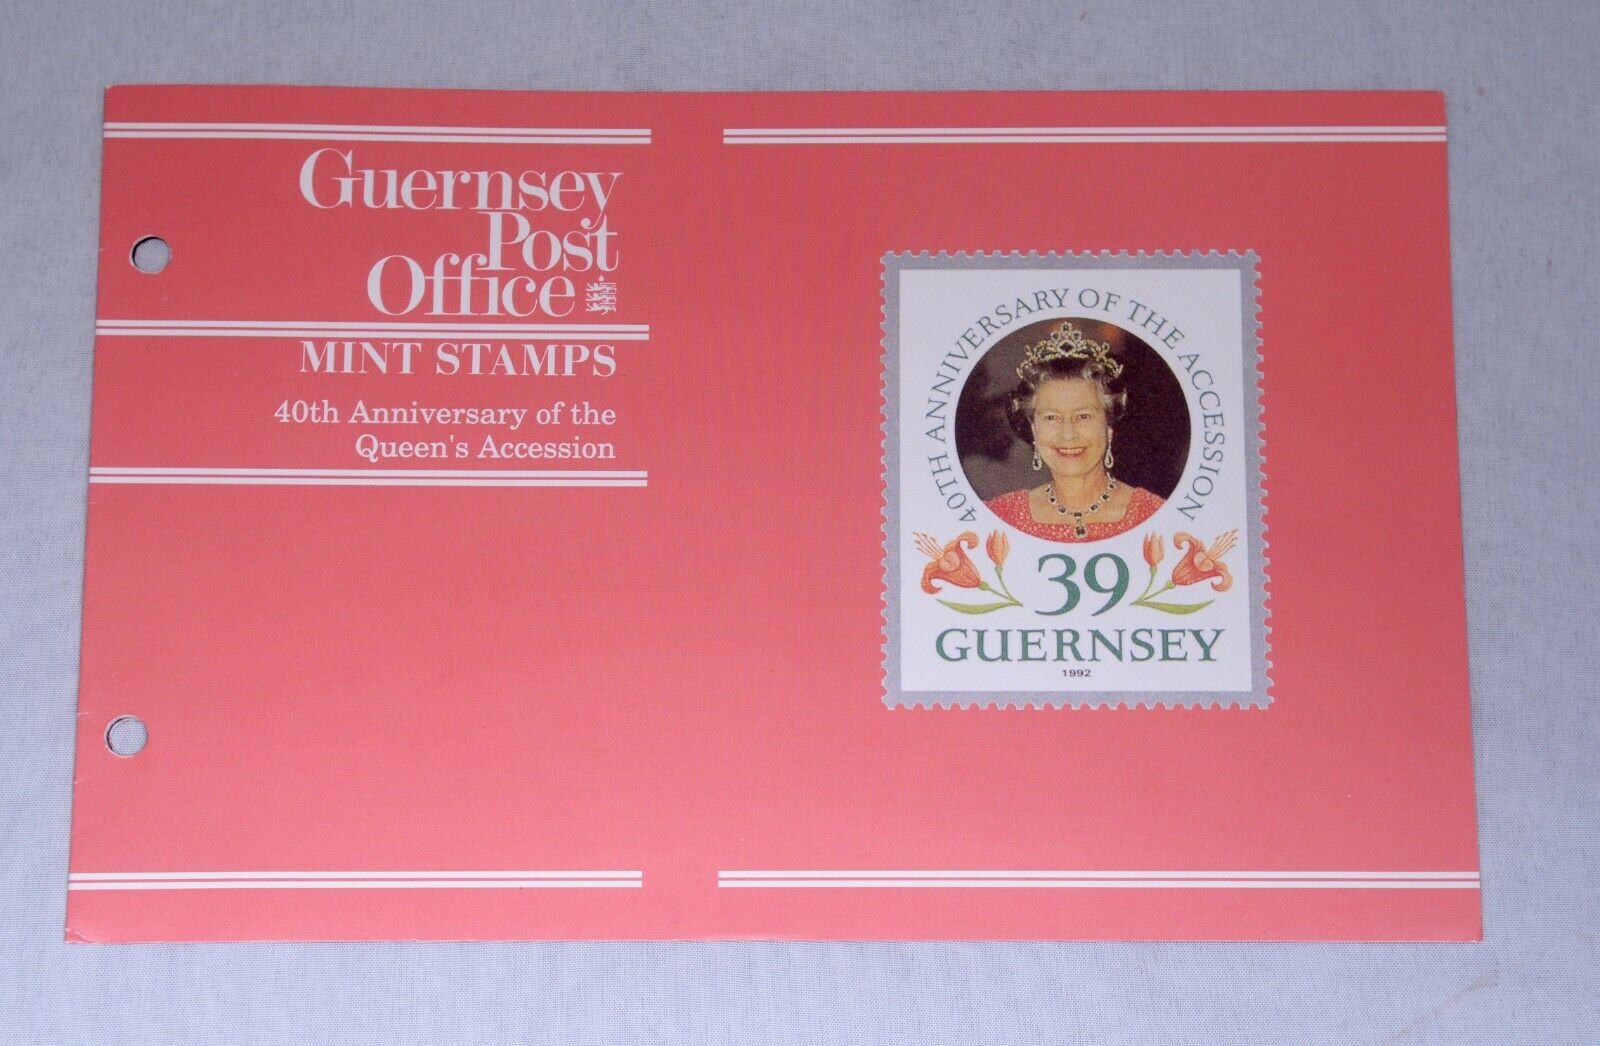 Guernsey
Post
Office
MINT STAMPS
40th Anniversary of the
Queen's Accession
40TH ANNIVERSARY OF THE ACCESSION
39
GUERNSEY
1992